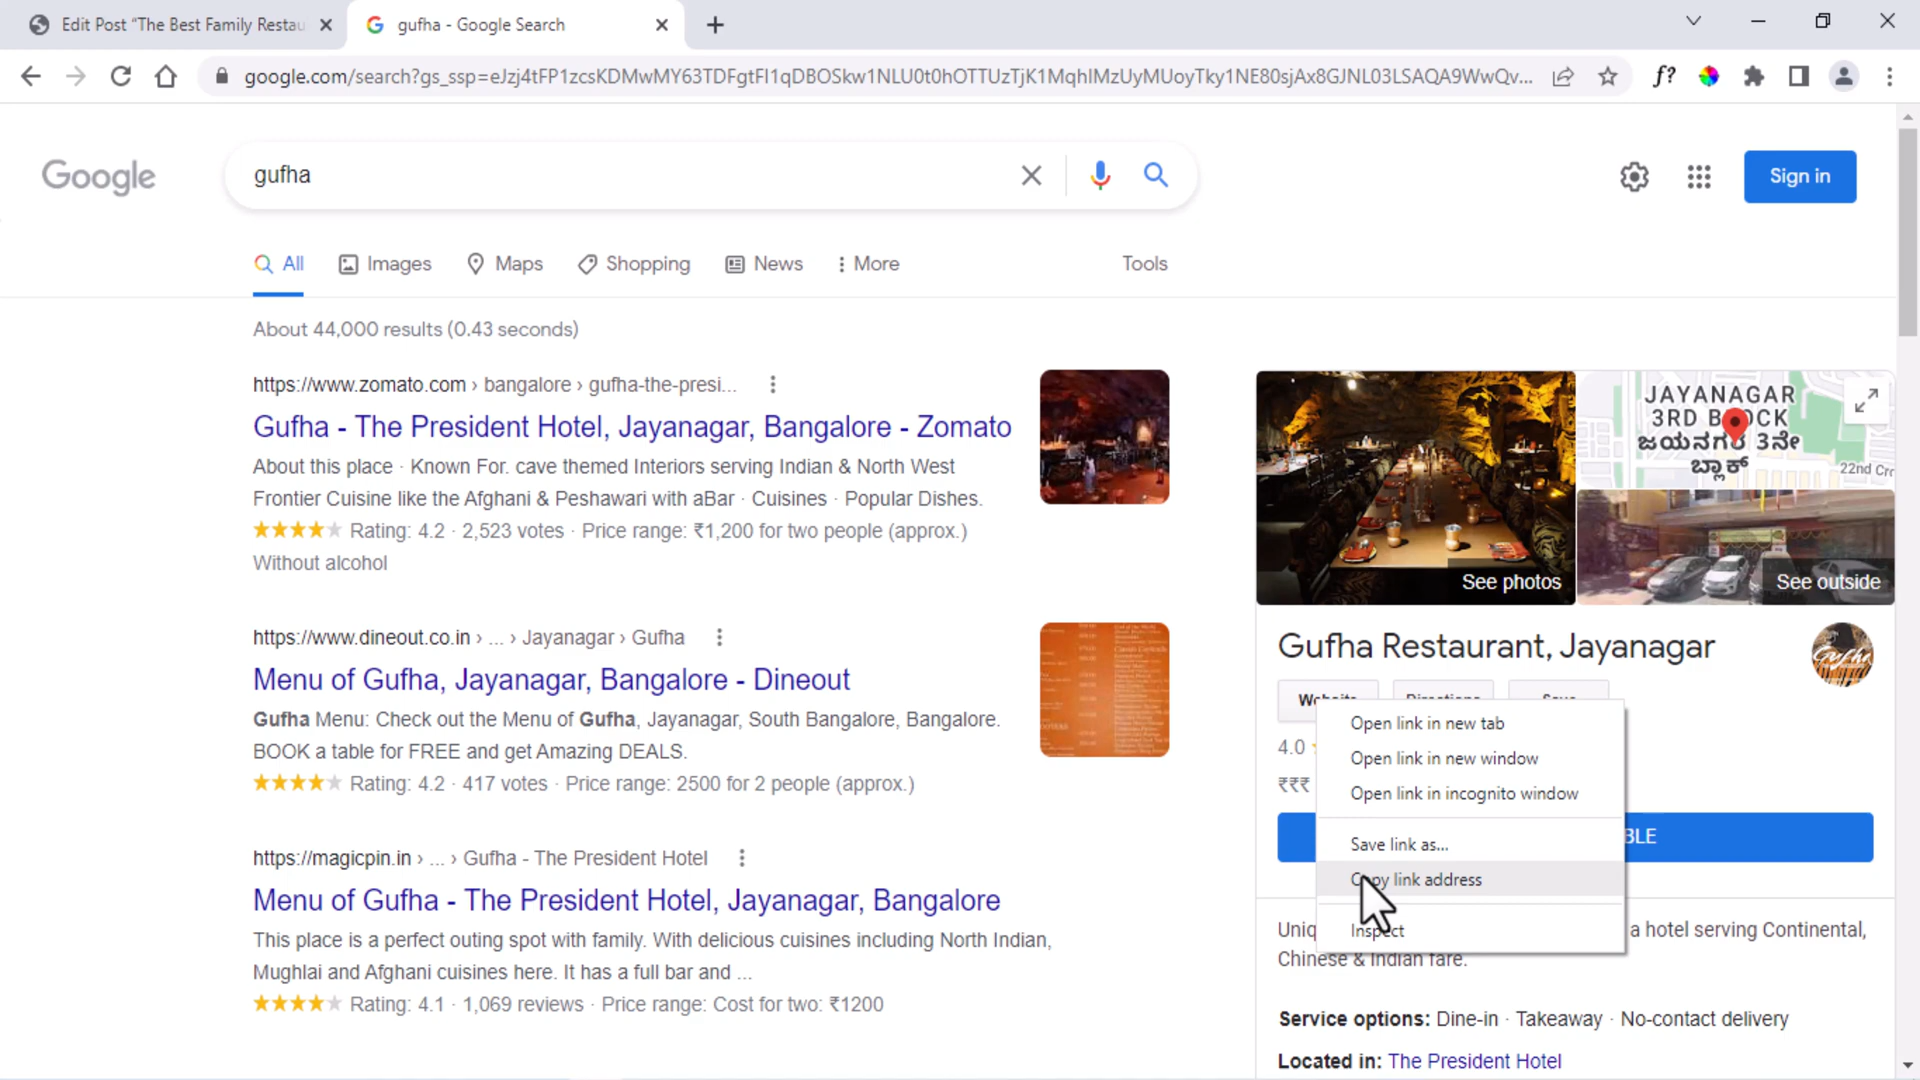 Edit Post “The Best Family Restau
gufha - Google Search
google.com/search?gs_ssp=eJzj4tFP1zcsKDMwMY63TDFgtFI1qDBOSkw1NLU0t0hOTTUzTjK1MqhIMzUyMUoyTky1NE80sjAx8GJNL03LSAQA9WwQv...
f?
Google
gufha
Sign in
All
Images
Maps
Shopping
News
More
Tools
About 44,000 results (0.43 seconds)
https://www.zomato.com › bangalore › gufha-the-presi...
Gufha - The President Hotel, Jayanagar, Bangalore - Zomato
About this place · Known For. cave themed Interiors serving Indian & North West
Frontier Cuisine like the Afghani & Peshawari with aBar · Cuisines · Popular Dishes.
Rating: 4.2 · 2,523 votes · Price range: ₹1,200 for two people (approx.)
Without alcohol
https://www.dineout.co.in › ... › Jayanagar › Gufha
Menu of Gufha, Jayanagar, Bangalore - Dineout
Gufha Menu: Check out the Menu of Gufha, Jayanagar, South Bangalore, Bangalore.
BOOK a table for FREE and get Amazing DEALS.
Rating: 4.2 · 417 votes · Price range: 2500 for 2 people (approx.)
https://magicpin.in › ... › Gufha - The President Hotel
Menu of Gufha - The President Hotel, Jayanagar, Bangalore
This place is a perfect outing spot with family. With delicious cuisines including North Indian,
Mughlai and Afghani cuisines here. It has a full bar and ...
Rating: 4.1 · 1,069 reviews · Price range: Cost for two: ₹1200
JAYANAGAR
3RD BLOCK
ಜಯನಗರ 3ನೇ
ಬ್ಲಾಕ್
22nd Cr
See photos
See outside
Gufha Restaurant, Jayanagar
Gufha
Website
Directions
Save
4.0
₹₹₹
BLE
Open link in new tab
Open link in new window
Open link in incognito window
Save link as...
Copy link address
Inspect
Uniq
a hotel serving Continental,
Chinese & Indian fare.
Service options: Dine-in · Takeaway · No-contact delivery
Located in: The President Hotel